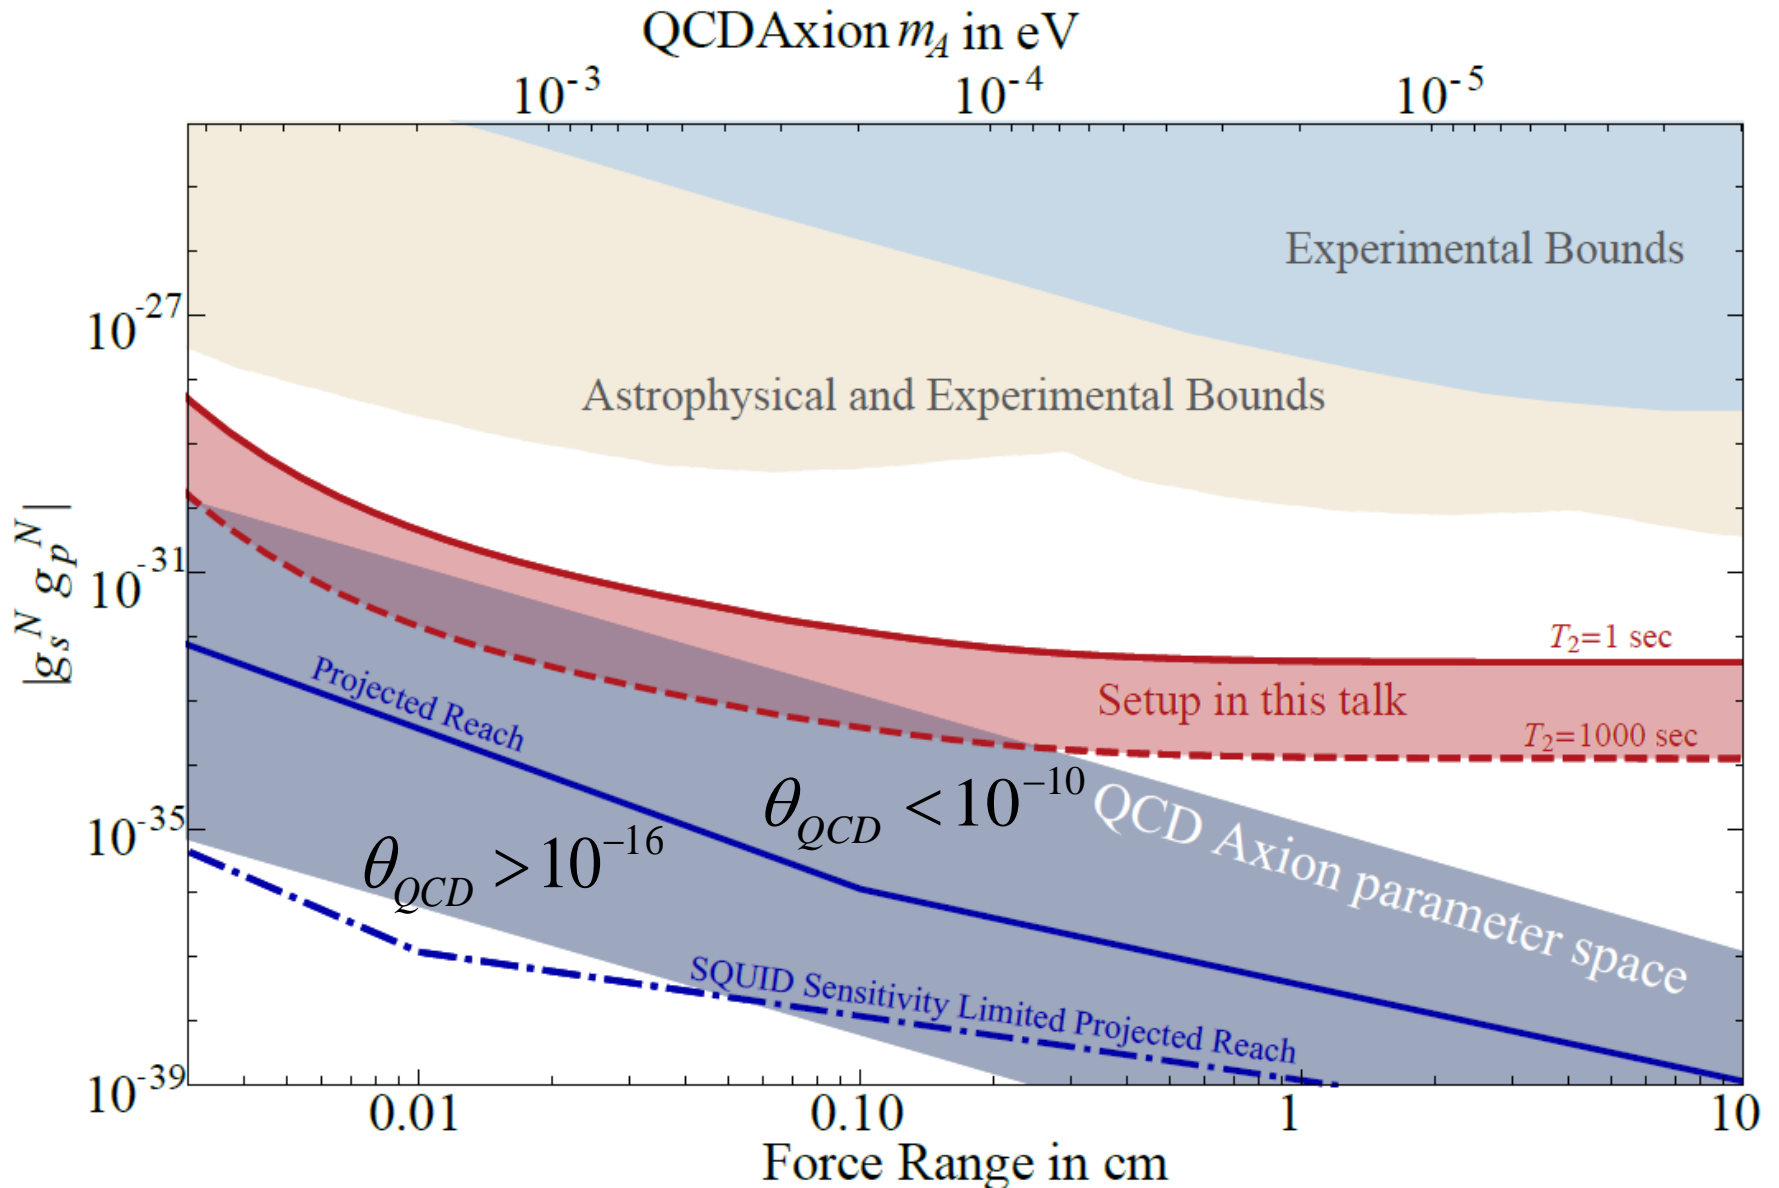 QCDAxion m_A in eV
10^-3 10^-4 10^-5
Experimental Bounds
10^-27
Astrophysical and Experimental Bounds
|g_s^N g_p^N|
10^-31
T_2=1 sec
Setup in this talk
T_2=1000 sec
Projected Reach
θ_QCD < 10^-10
QCD Axion parameter space
10^-35
θ_QCD > 10^-16
SQUID Sensitivity Limited Projected Reach
10^-39
0.01 0.10 1 10
Force Range in cm